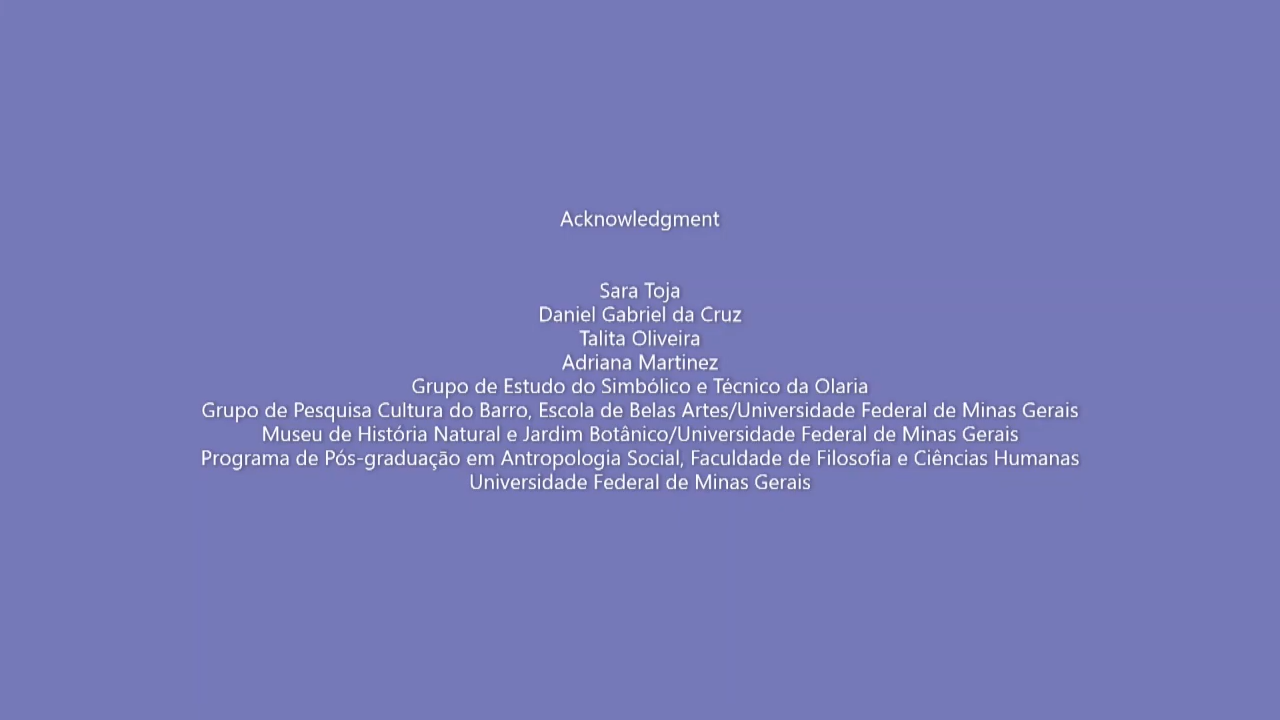 Acknowledgment
Sara Toja
Daniel Gabriel da Cruz
Talita Oliveira
Adriana Martinez
Grupo de Estudo do Simbólico e Técnico da Olaria
Grupo de Pesquisa Cultura do Barro, Escola de Belas Artes/Universidade Federal de Minas Gerais
Museu de História Natural e Jardim Botânico/Universidade Federal de Minas Gerais
Programa de Pós-graduação em Antropologia Social, Faculdade de Filosofia e Ciências Humanas
Universidade Federal de Minas Gerais